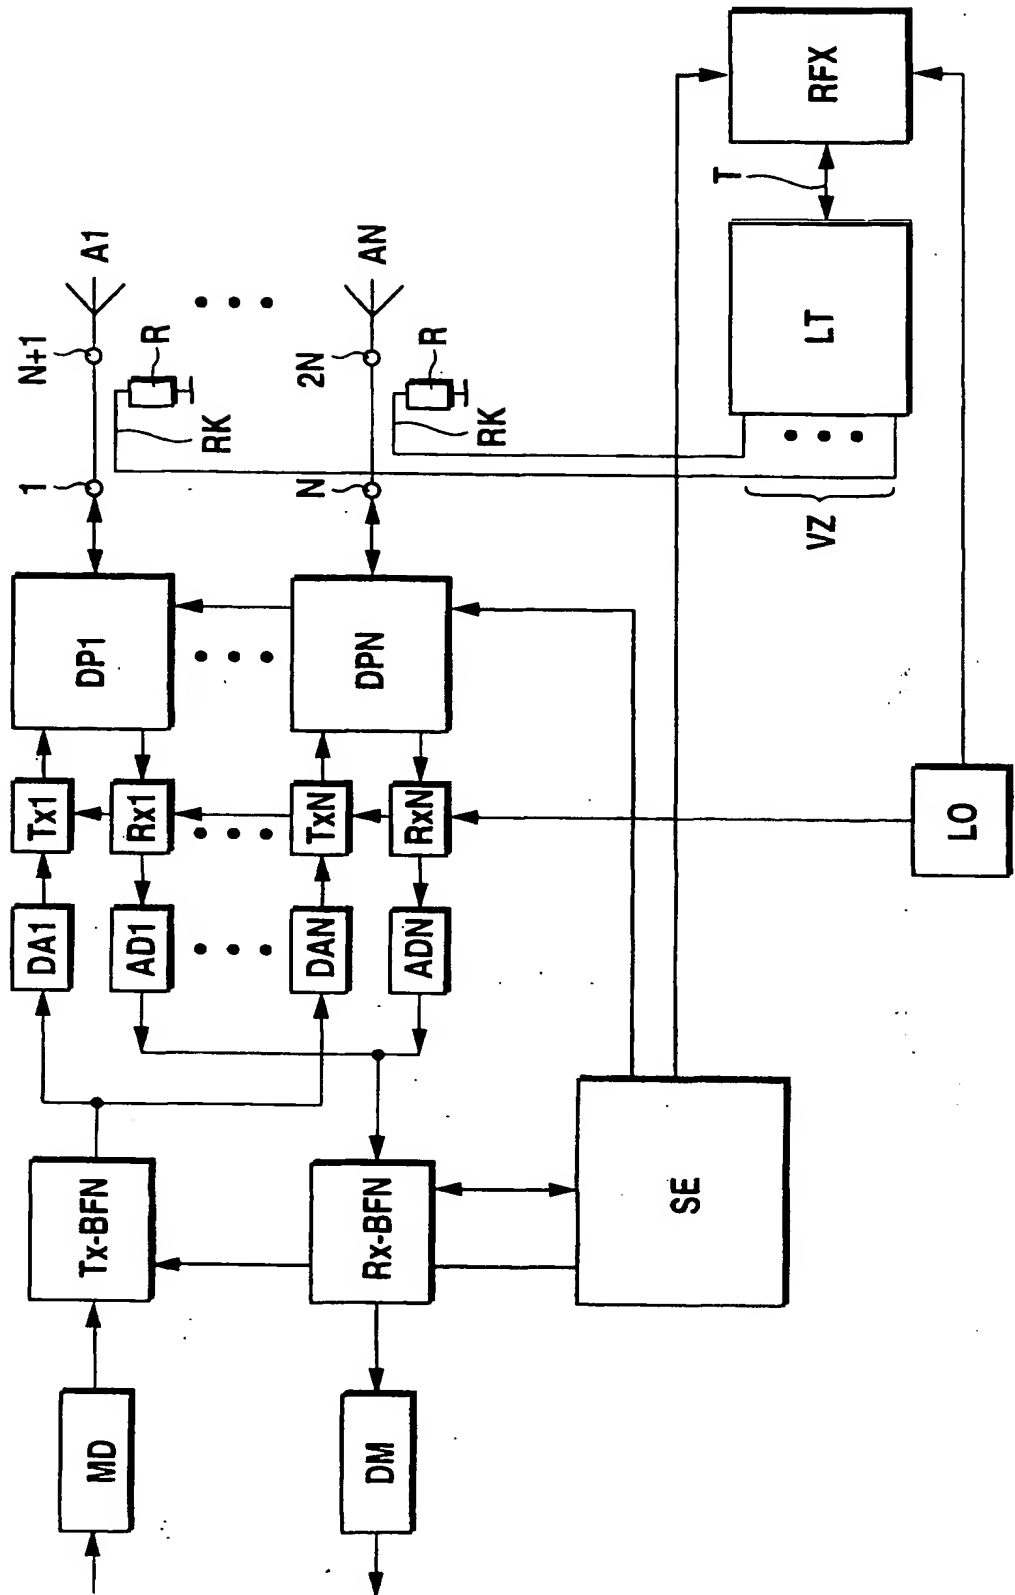 MD
Tx-BFN
DA1
Tx1
DP1
1
N+1
A1
AD1
Rx1
RK
R
DM
Rx-BFN
DAN
TxN
DPN
N
2N
AN
ADN
RxN
RK
R
SE
LO
VZ
LT
T
RFX